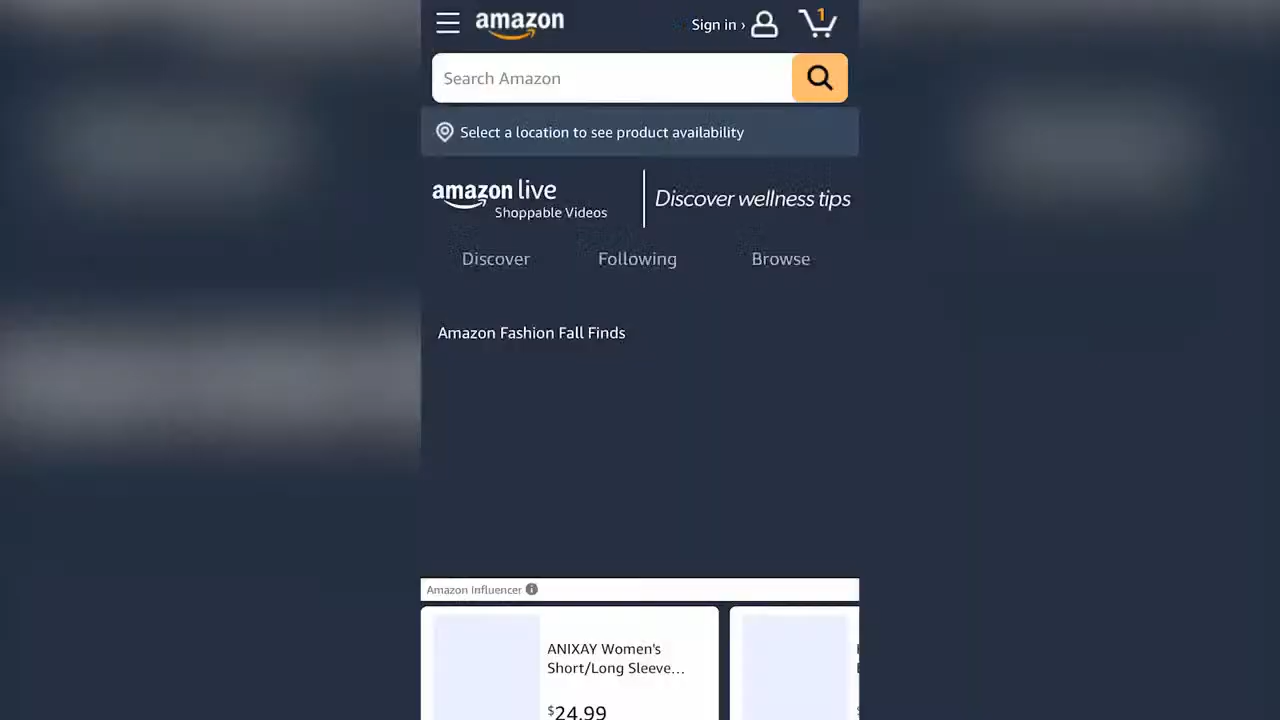 amazon
Sign in ›
1
Search Amazon
Select a location to see product availability
amazon live
Shoppable Videos
Discover wellness tips
Discover
Following
Browse
Amazon Fashion Fall Finds
Amazon Influencer
ANIXAY Women's
Short/Long Sleeve...
$24.99